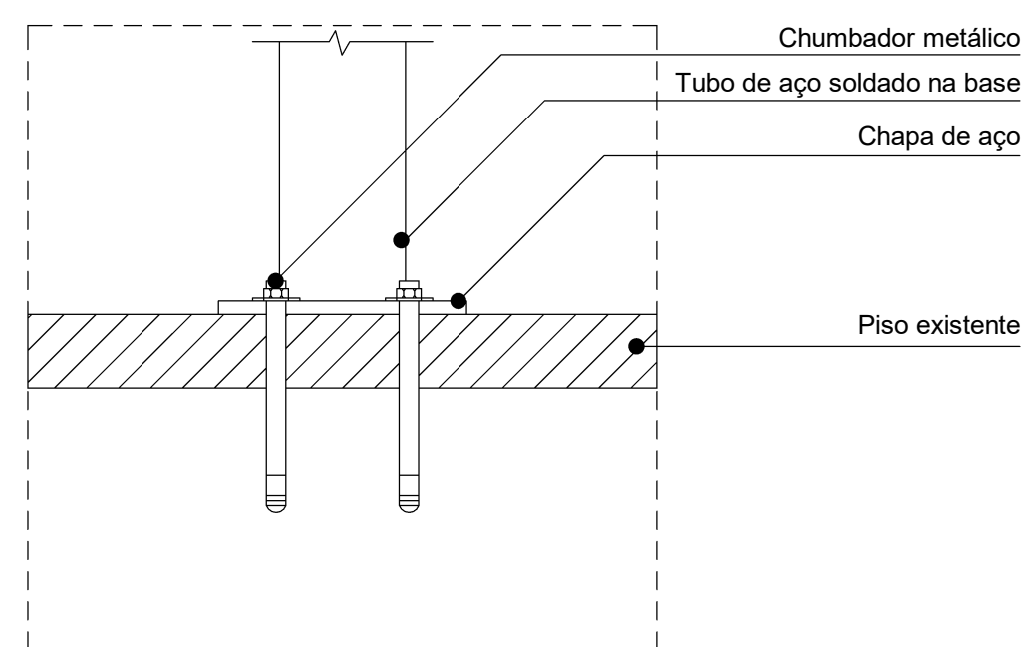 Chumbador metálico
Tubo de aço soldado na base
Chapa de aço
Piso existente